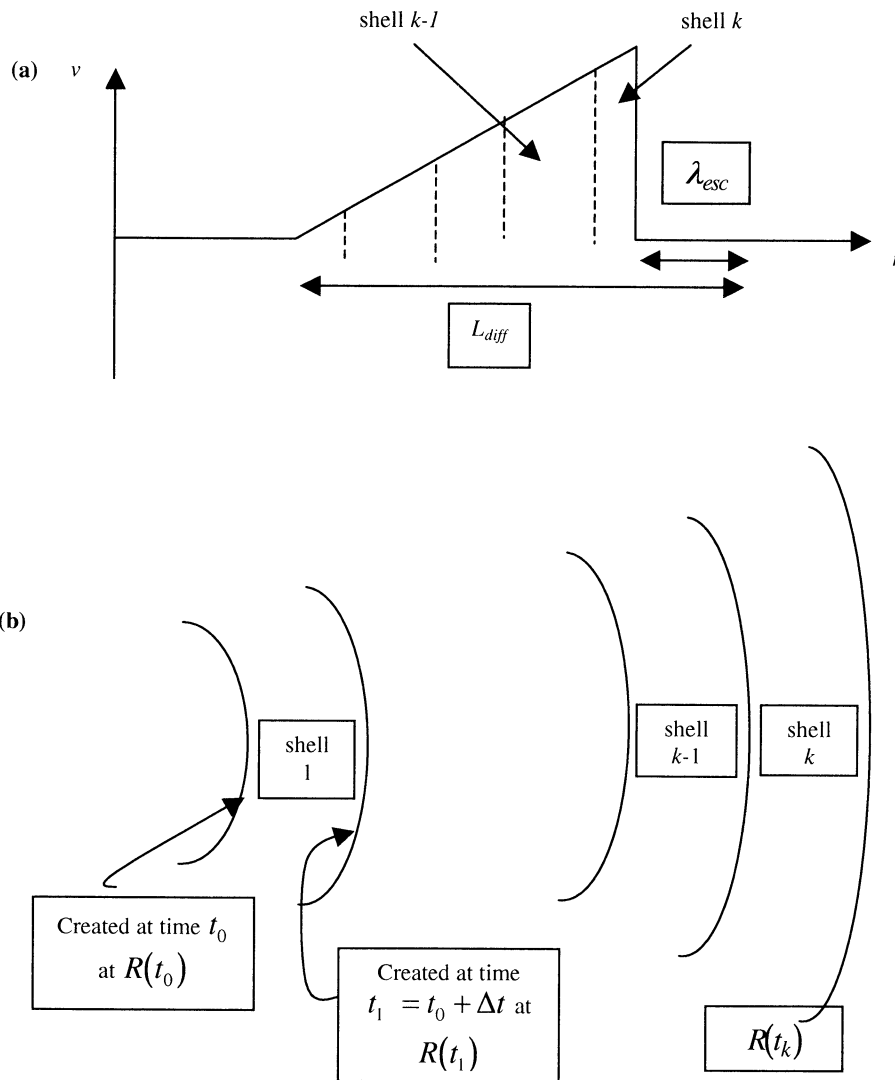 shell k-1
shell k
(a)
v
λesc
Ldiff
(b)
shell
1
shell
k-1
shell
k
Created at time t0
at R(t0)
Created at time
t1 = t0 + Δt at
R(t1)
R(tk)